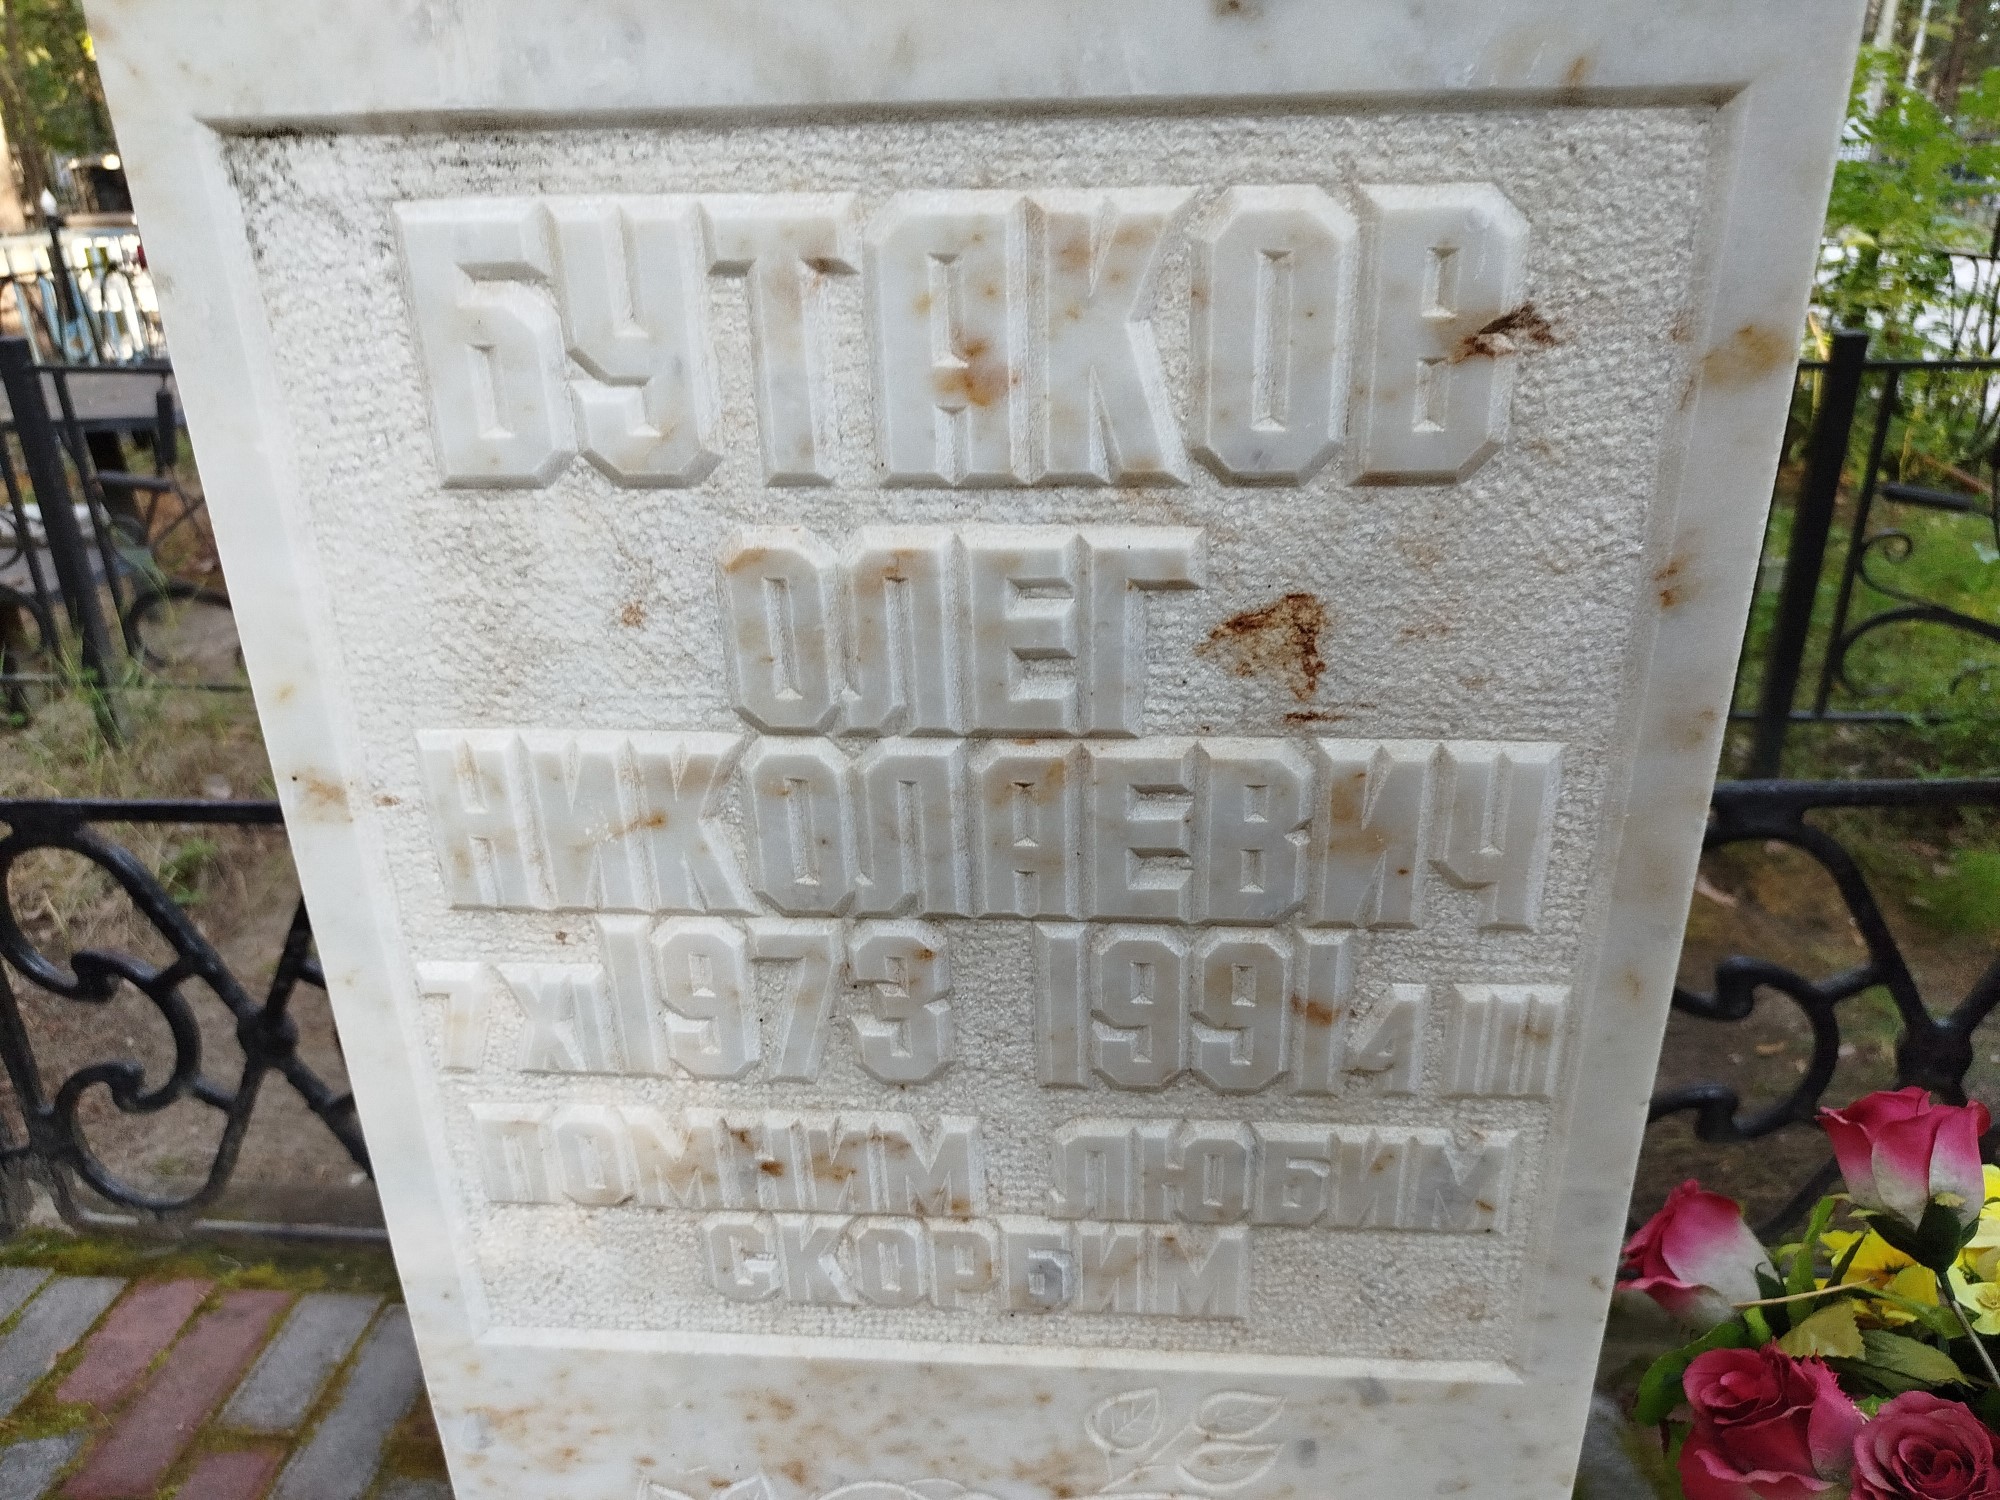 БУТАКОВ
ОЛЕГ
НИКОЛАЕВИЧ
7 XI 1973 1991 4 III
ПОМНИМ ЛЮБИМ
СКОРБИМ